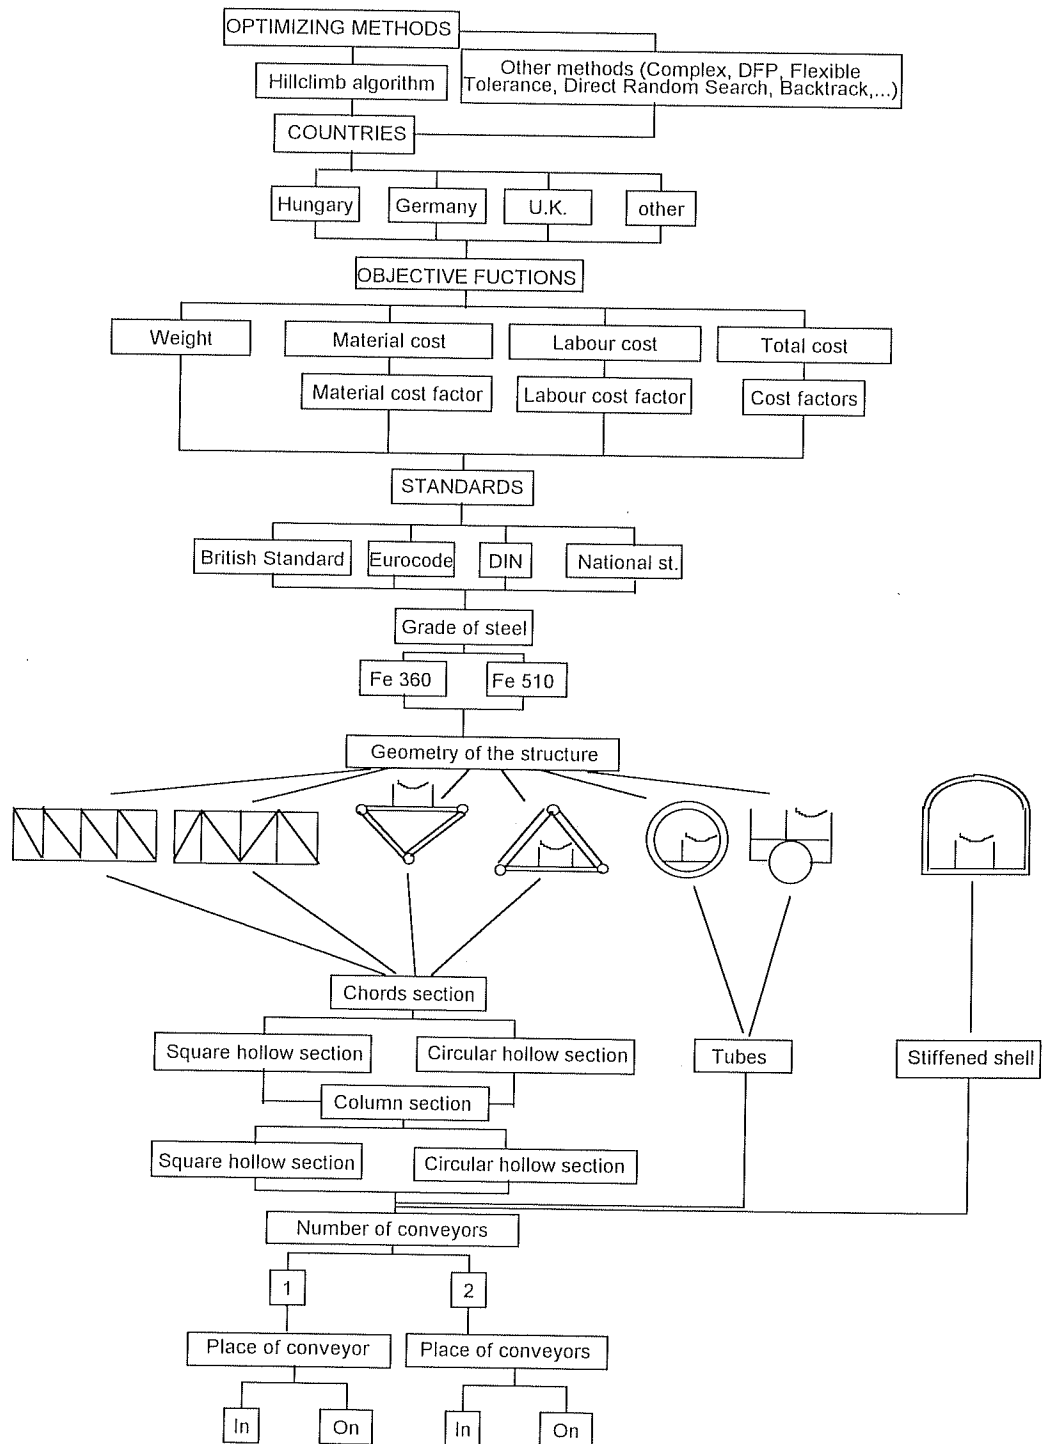 OPTIMIZING METHODS
Hillclimb algorithm
Other methods (Complex, DFP, Flexible
Tolerance, Direct Random Search, Backtrack,...)
COUNTRIES
Hungary
Germany
U.K.
other
OBJECTIVE FUCTIONS
Weight
Material cost
Labour cost
Total cost
Material cost factor
Labour cost factor
Cost factors
STANDARDS
British Standard
Eurocode
DIN
National st.
Grade of steel
Fe 360
Fe 510
Geometry of the structure
Chords section
Square hollow section
Circular hollow section
Tubes
Stiffened shell
Column section
Square hollow section
Circular hollow section
Number of conveyors
1
2
Place of conveyor
Place of conveyors
In
On
In
On